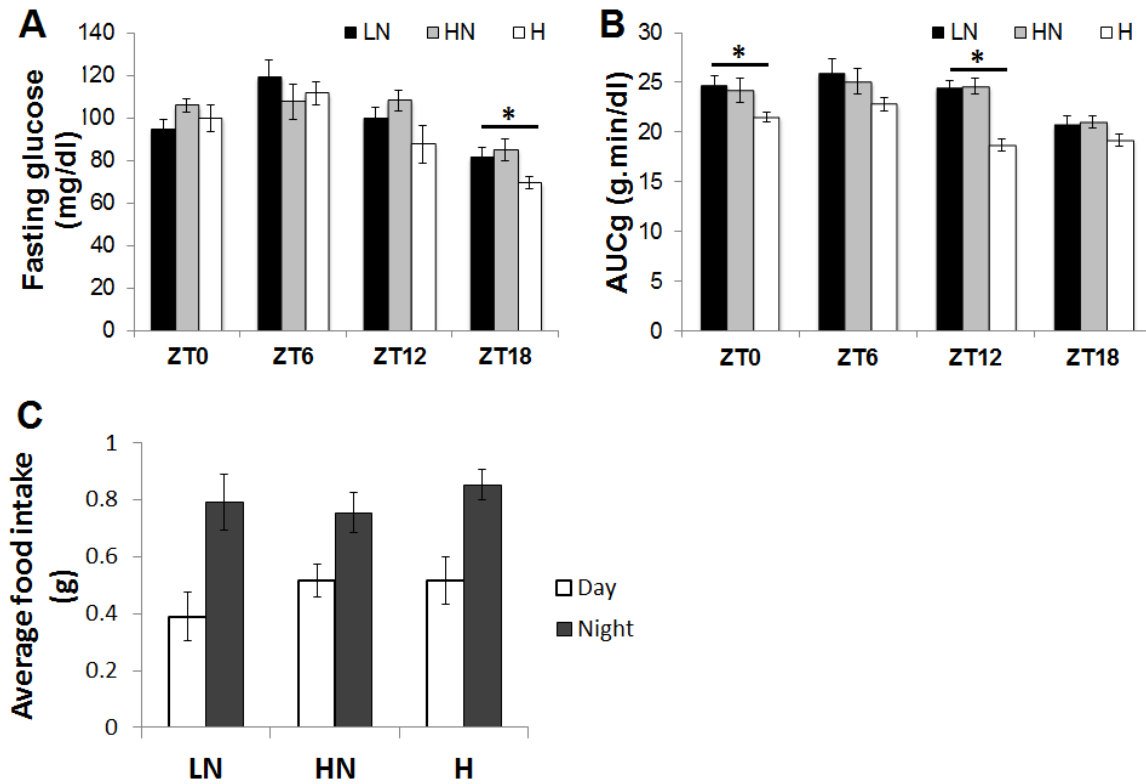 A
LN HN H
Fasting glucose
(mg/dl)
140
120
100
80
60
40
20
0
*
ZT0 ZT6 ZT12 ZT18
B
LN HN H
AUCg (g.min/dl)
30
25
20
15
10
5
0
* *
ZT0 ZT6 ZT12 ZT18
C
Average food intake
(g)
1
0.8
0.6
0.4
0.2
0
LN HN H
Day
Night